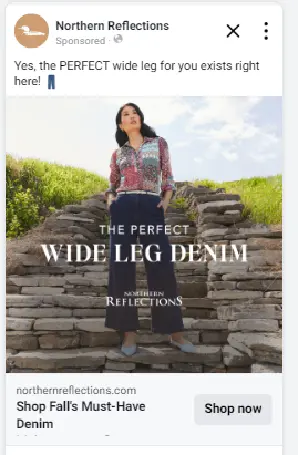 Northern Reflections
Sponsored ·
Yes, the PERFECT wide leg for you exists right
here! 👖
THE PERFECT
WIDE LEG DENIM
NORTHERN
REFLECTIONS
northernreflections.com
Shop Fall's Must-Have
Denim
Shop now